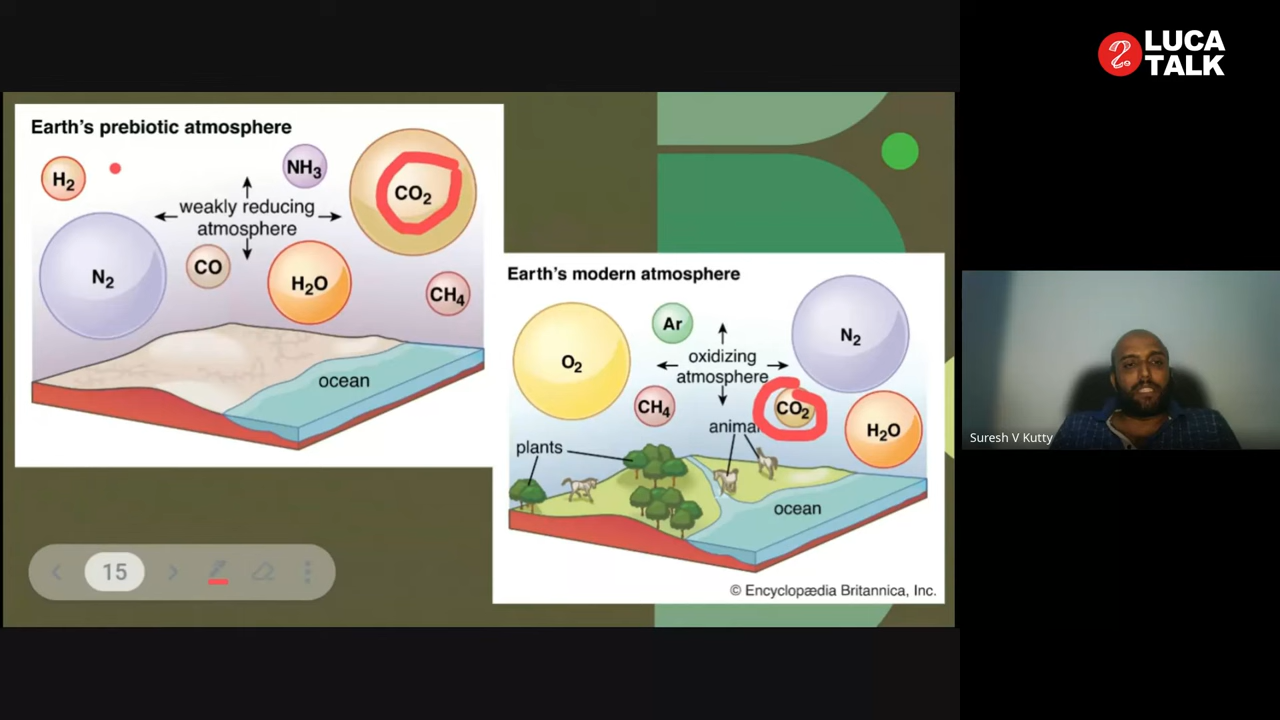 LUCA
TALK
Earth's prebiotic atmosphere
H₂
NH₃
CO₂
weakly reducing
atmosphere
N₂
CO
H₂O
CH₄
ocean
Earth's modern atmosphere
O₂
Ar
N₂
oxidizing
atmosphere
CH₄
CO₂
H₂O
animal
plants
ocean
© Encyclopædia Britannica, Inc.
15
Suresh V Kutty